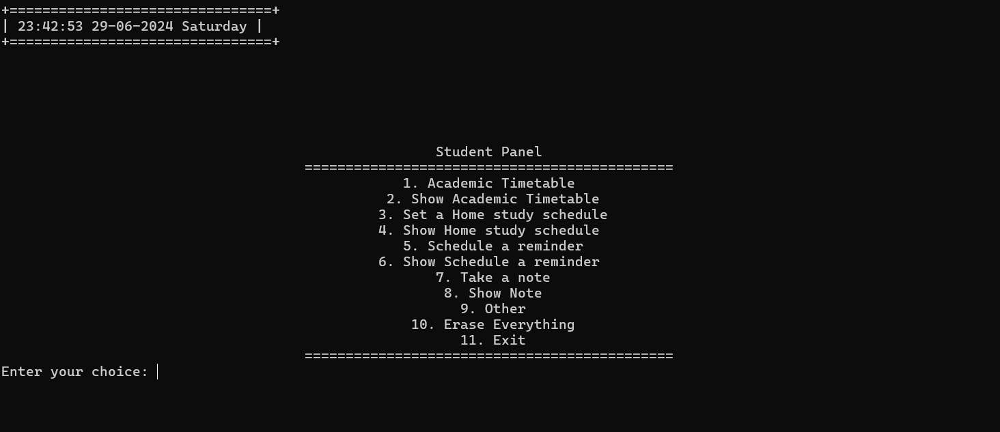 +================================+
| 23:42:53 29-06-2024 Saturday |
+================================+
Student Panel
=============================================
1. Academic Timetable
2. Show Academic Timetable
3. Set a Home study schedule
4. Show Home study schedule
5. Schedule a reminder
6. Show Schedule a reminder
7. Take a note
8. Show Note
9. Other
10. Erase Everything
11. Exit
=============================================
Enter your choice: